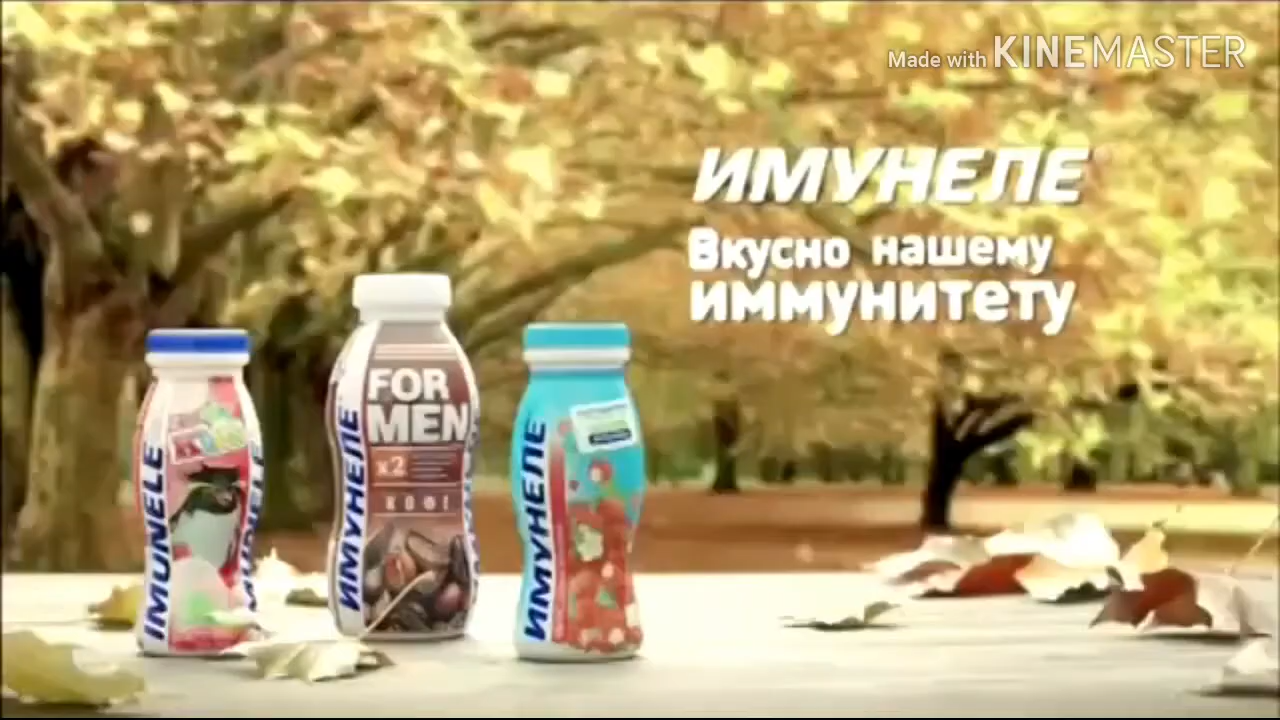 Made with KINEMASTER
ИМУНЕЛЕ
Вкусно нашему
иммунитету
IMUNELE
ИМУНЕЛЕ
FOR
MEN
x2
КОФЕ
ИМУНЕЛЕ